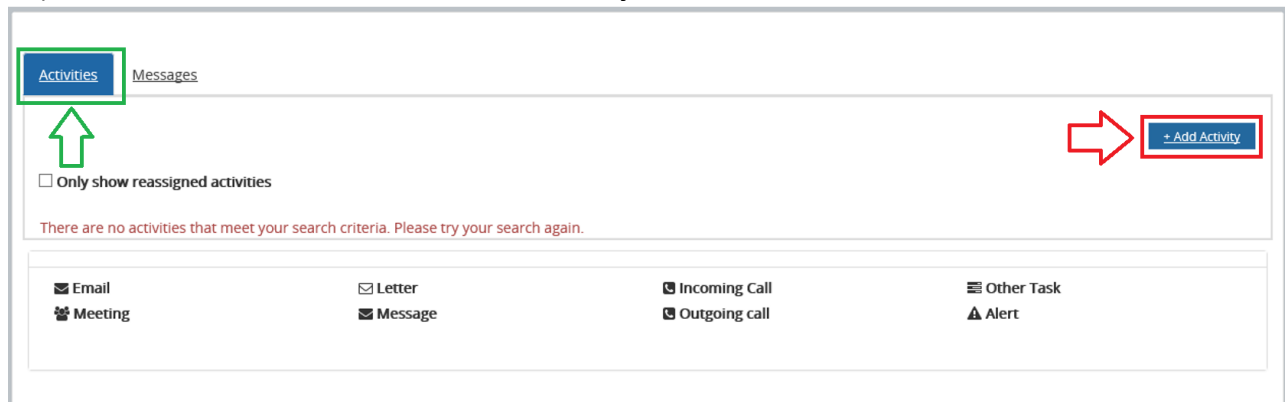 Activities Messages
+ Add Activity
Only show reassigned activities
There are no activities that meet your search criteria. Please try your search again.
Email Letter Incoming Call Other Task
Meeting Message Outgoing call Alert